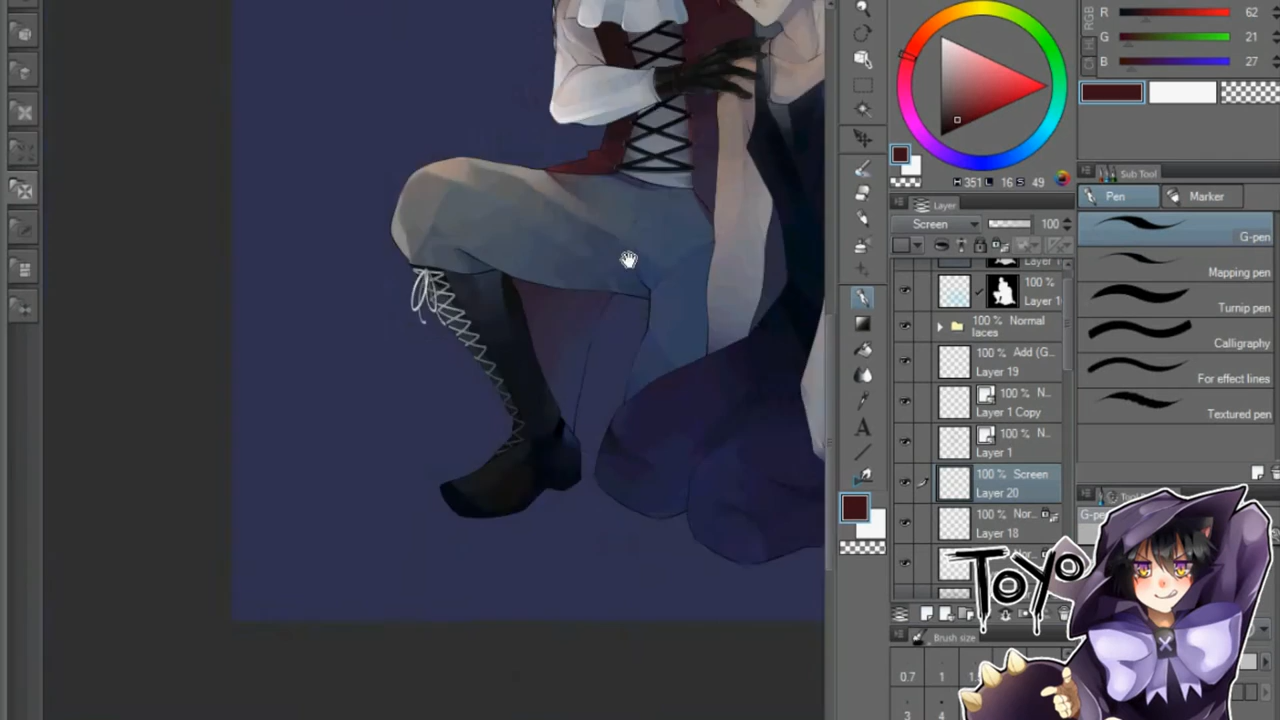 R 62
G 21
B 27
RGB
H 351 L 16 S 49
Layer
Screen 100
Sub Tool
Pen Marker
G-pen
Mapping pen
Turnip pen
Calligraphy
For effect lines
Textured pen
100 %
100 % Normal
laces
100 % Add (G...
Layer 19
100 % N...
Layer 1 Copy
100 % N...
Layer 1
100 % Screen
Layer 20
100 % Nor...
Layer 18
A
G-pen
Toyo
Brush size
0.7 1
3 4